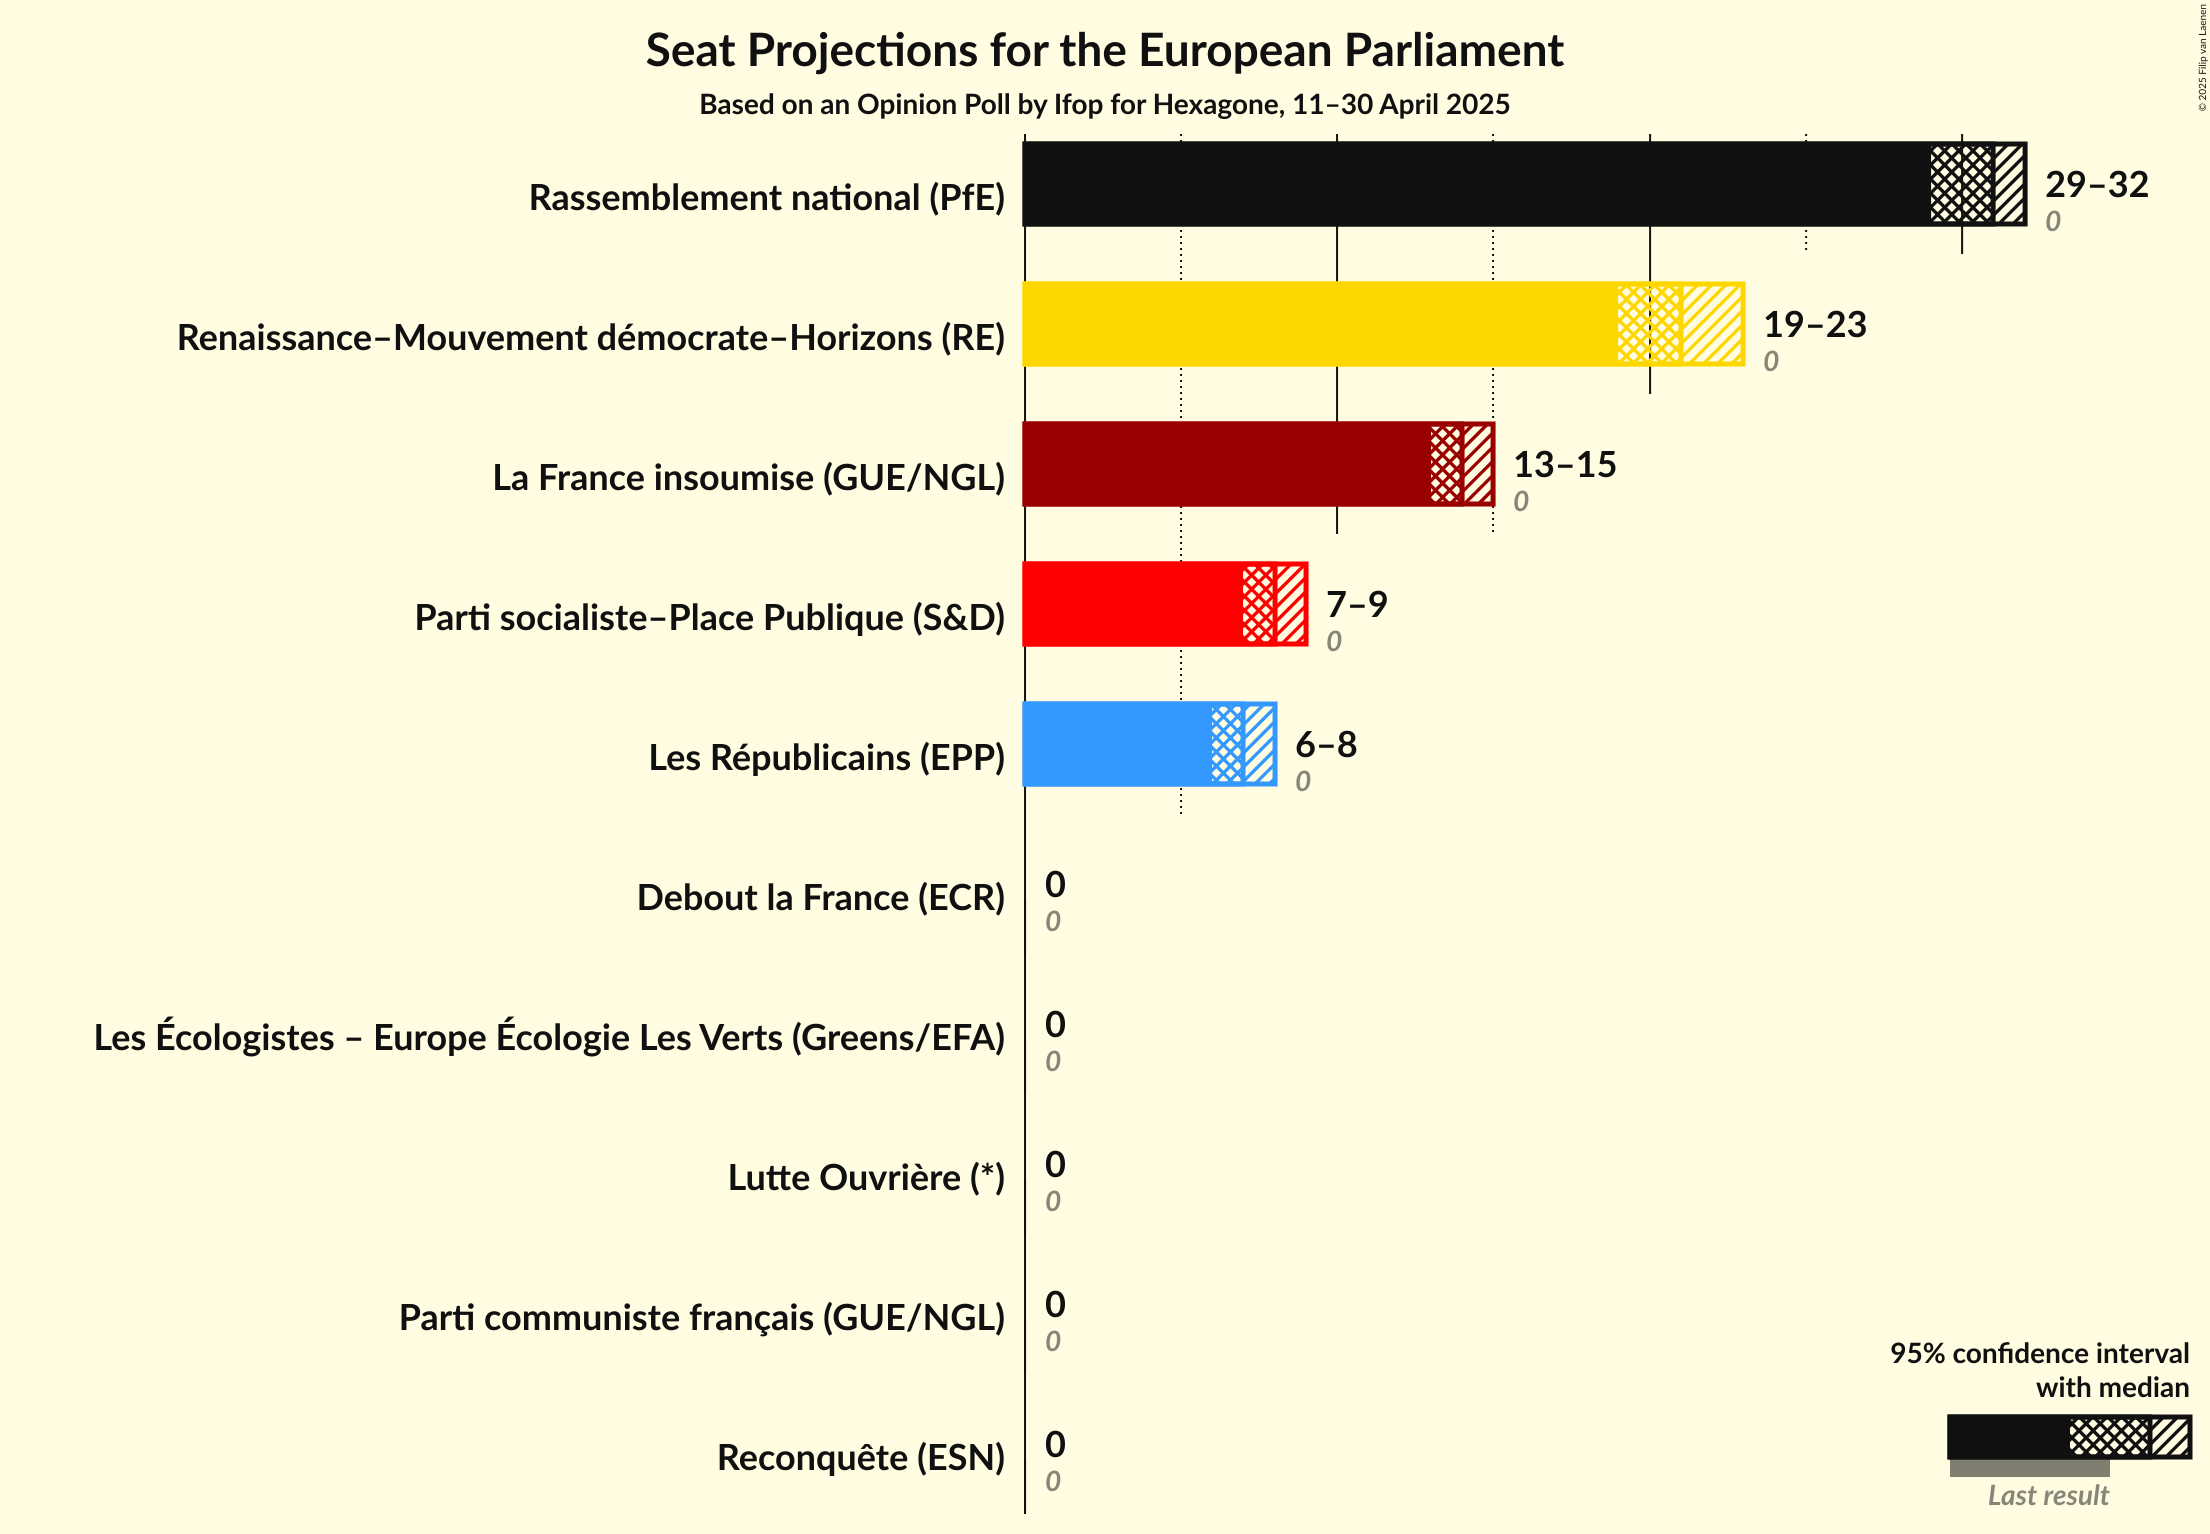 Seat Projections for the European Parliament
Based on an Opinion Poll by Ifop for Hexagone, 11–30 April 2025
© 2025 Filip van Laenen
Rassemblement national (PfE)
29–32
0
Renaissance–Mouvement démocrate–Horizons (RE)
19–23
0
La France insoumise (GUE/NGL)
13–15
0
Parti socialiste–Place Publique (S&D)
7–9
0
Les Républicains (EPP)
6–8
0
Debout la France (ECR)
0
0
Les Écologistes – Europe Écologie Les Verts (Greens/EFA)
0
0
Lutte Ouvrière (*)
0
0
Parti communiste français (GUE/NGL)
0
0
Reconquête (ESN)
0
0
95% confidence interval
with median
Last result